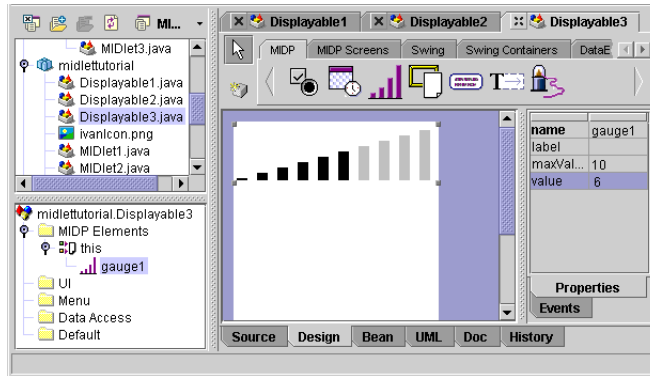 MI...
Displayable1
Displayable2
Displayable3
MIDlet3.java
midlettutorial
Displayable1.java
Displayable2.java
Displayable3.java
ivanIcon.png
MIDlet1.java
MIDlet2.java
MIDP
MIDP Screens
Swing
Swing Containers
DataE
T
name gauge1
label
maxVal... 10
value 6
midlettutorial.Displayable3
MIDP Elements
this
gauge1
UI
Menu
Data Access
Default
Properties
Events
Source
Design
Bean
UML
Doc
History